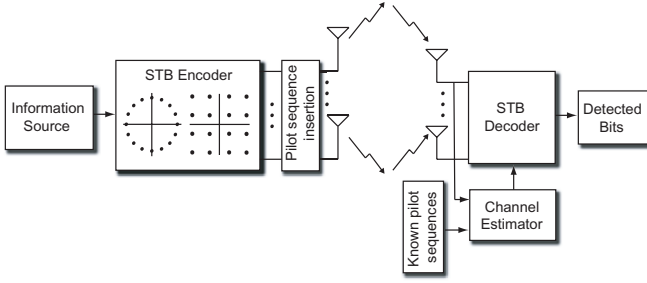 STB Encoder
Information
Source
Pilot sequence
insertion
STB
Decoder
Detected
Bits
Known pilot
sequences
Channel
Estimator